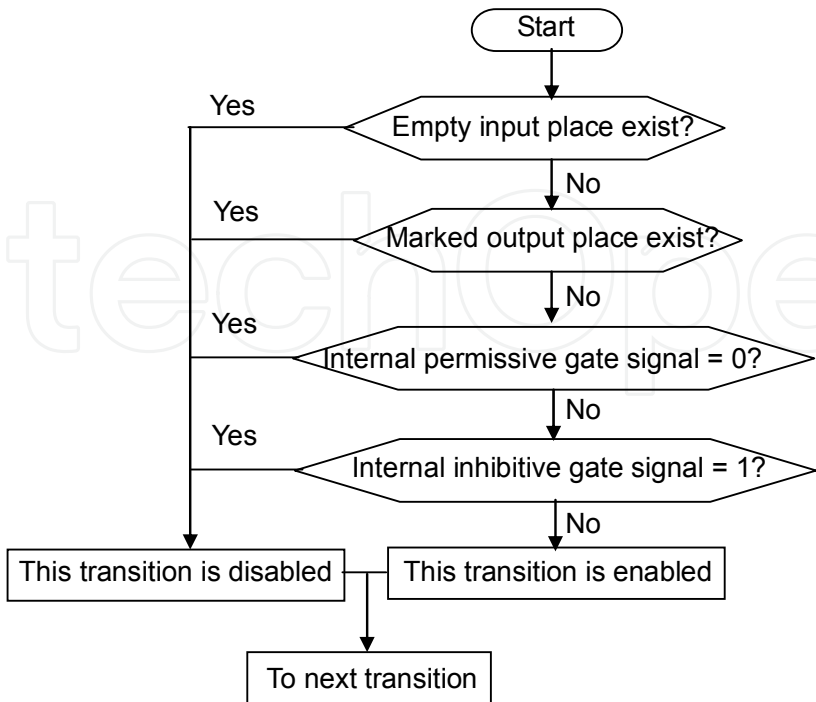 Start
Yes
Empty input place exist?
No
Yes
Marked output place exist?
No
Yes
Internal permissive gate signal = 0?
No
Yes
Internal inhibitive gate signal = 1?
No
This transition is disabled
This transition is enabled
To next transition
techOpe